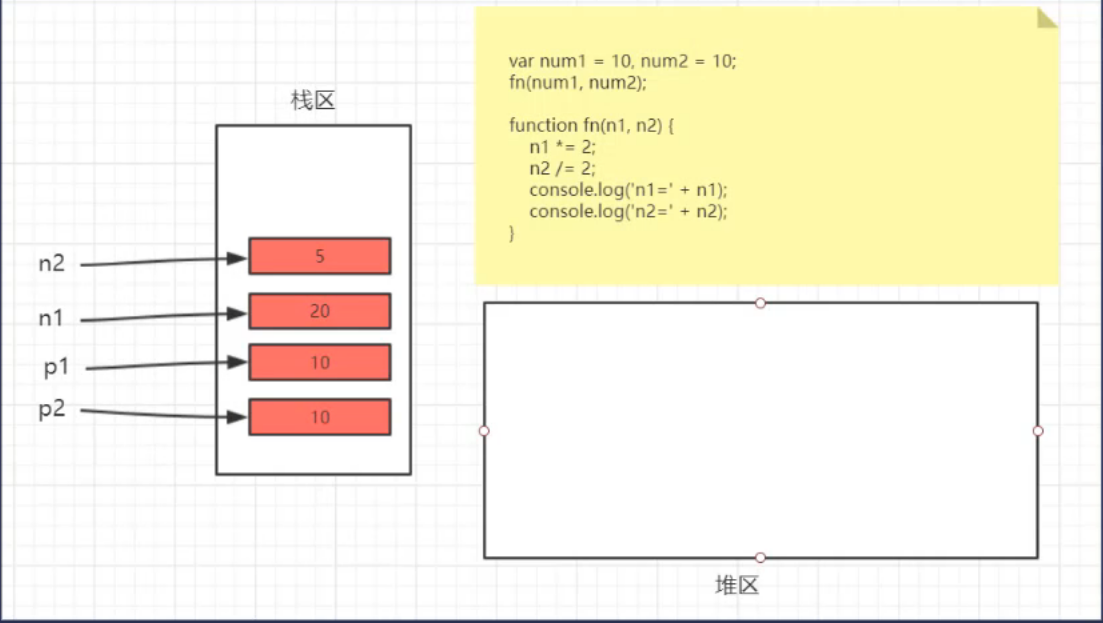 栈区
n2
5
n1
20
p1
10
p2
10
var num1 = 10, num2 = 10;
fn(num1, num2);
function fn(n1, n2) {
n1 *= 2;
n2 /= 2;
console.log('n1=' + n1);
console.log('n2=' + n2);
}
堆区